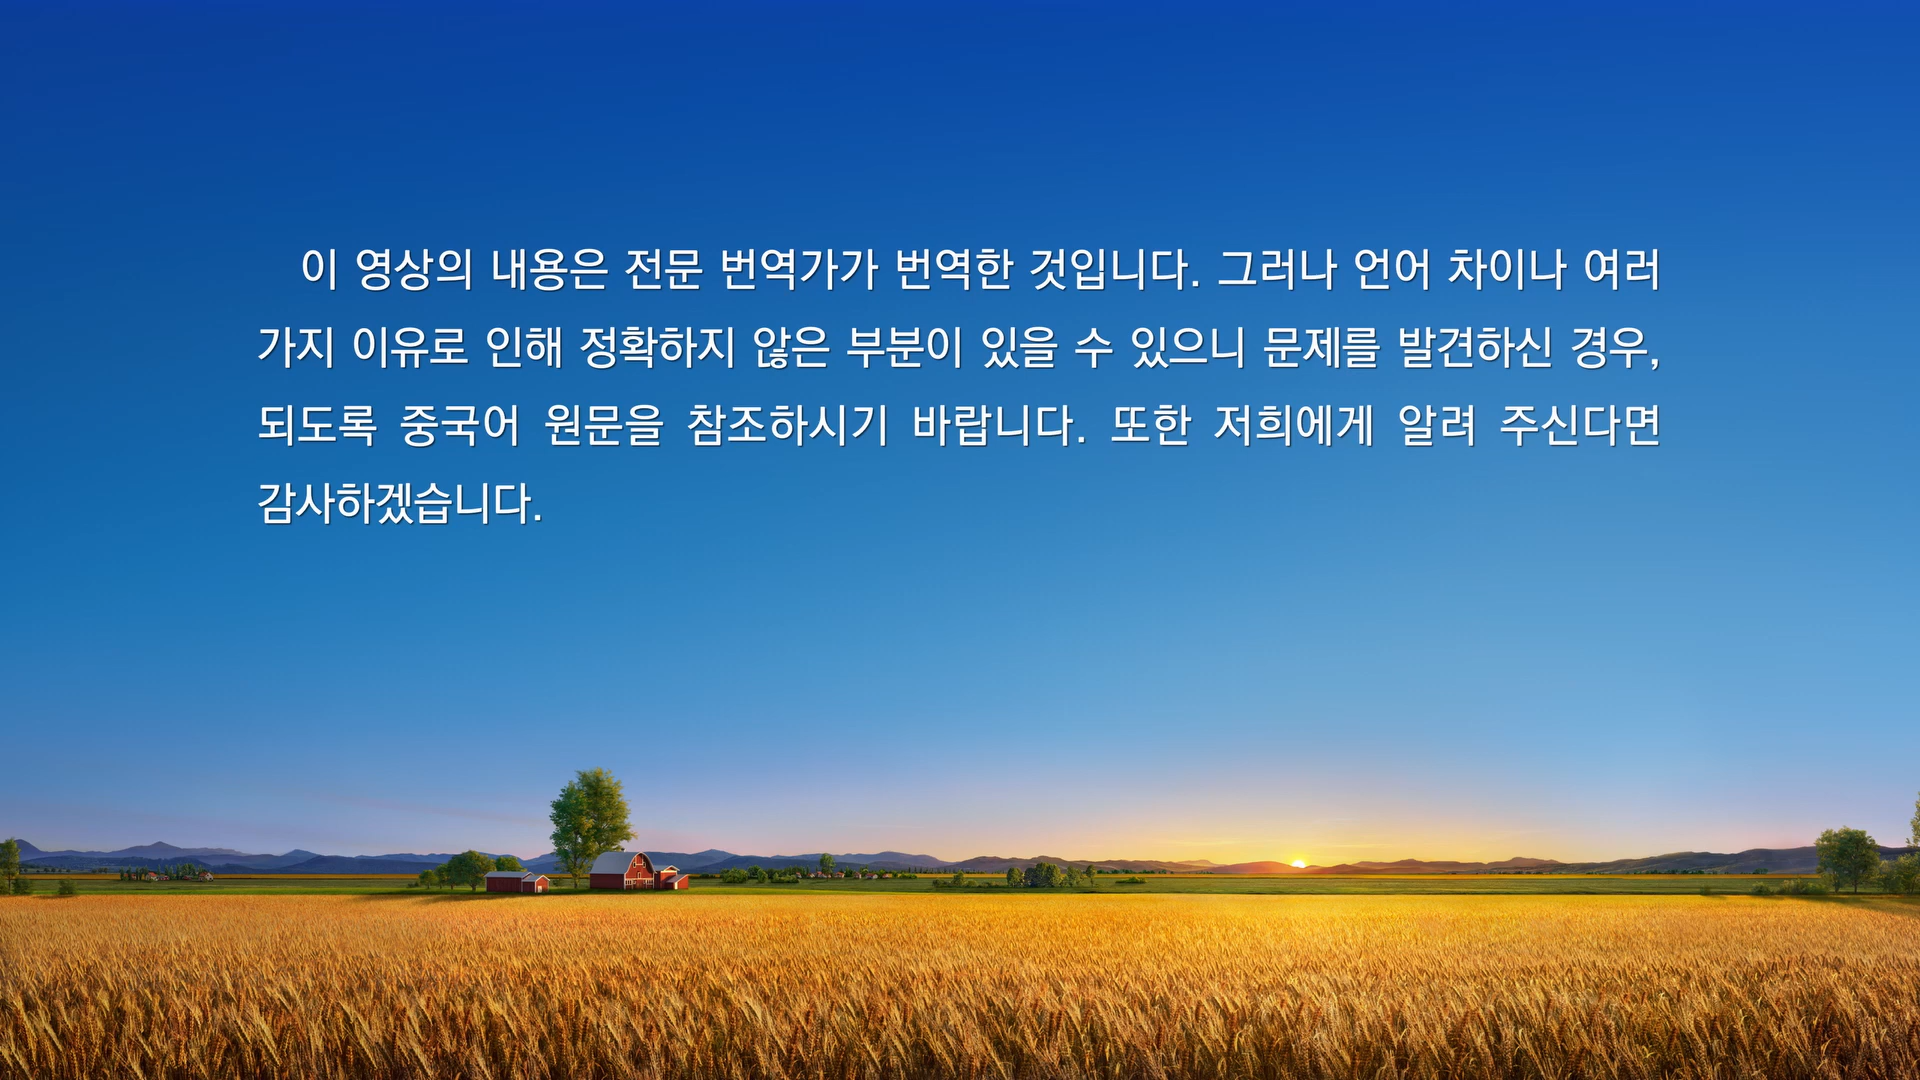 이 영상의 내용은 전문 번역가가 번역한 것입니다. 그러나 언어 차이나 여러
가지 이유로 인해 정확하지 않은 부분이 있을 수 있으니 문제를 발견하신 경우,
되도록 중국어 원문을 참조하시기 바랍니다. 또한 저희에게 알려 주신다면
감사하겠습니다.